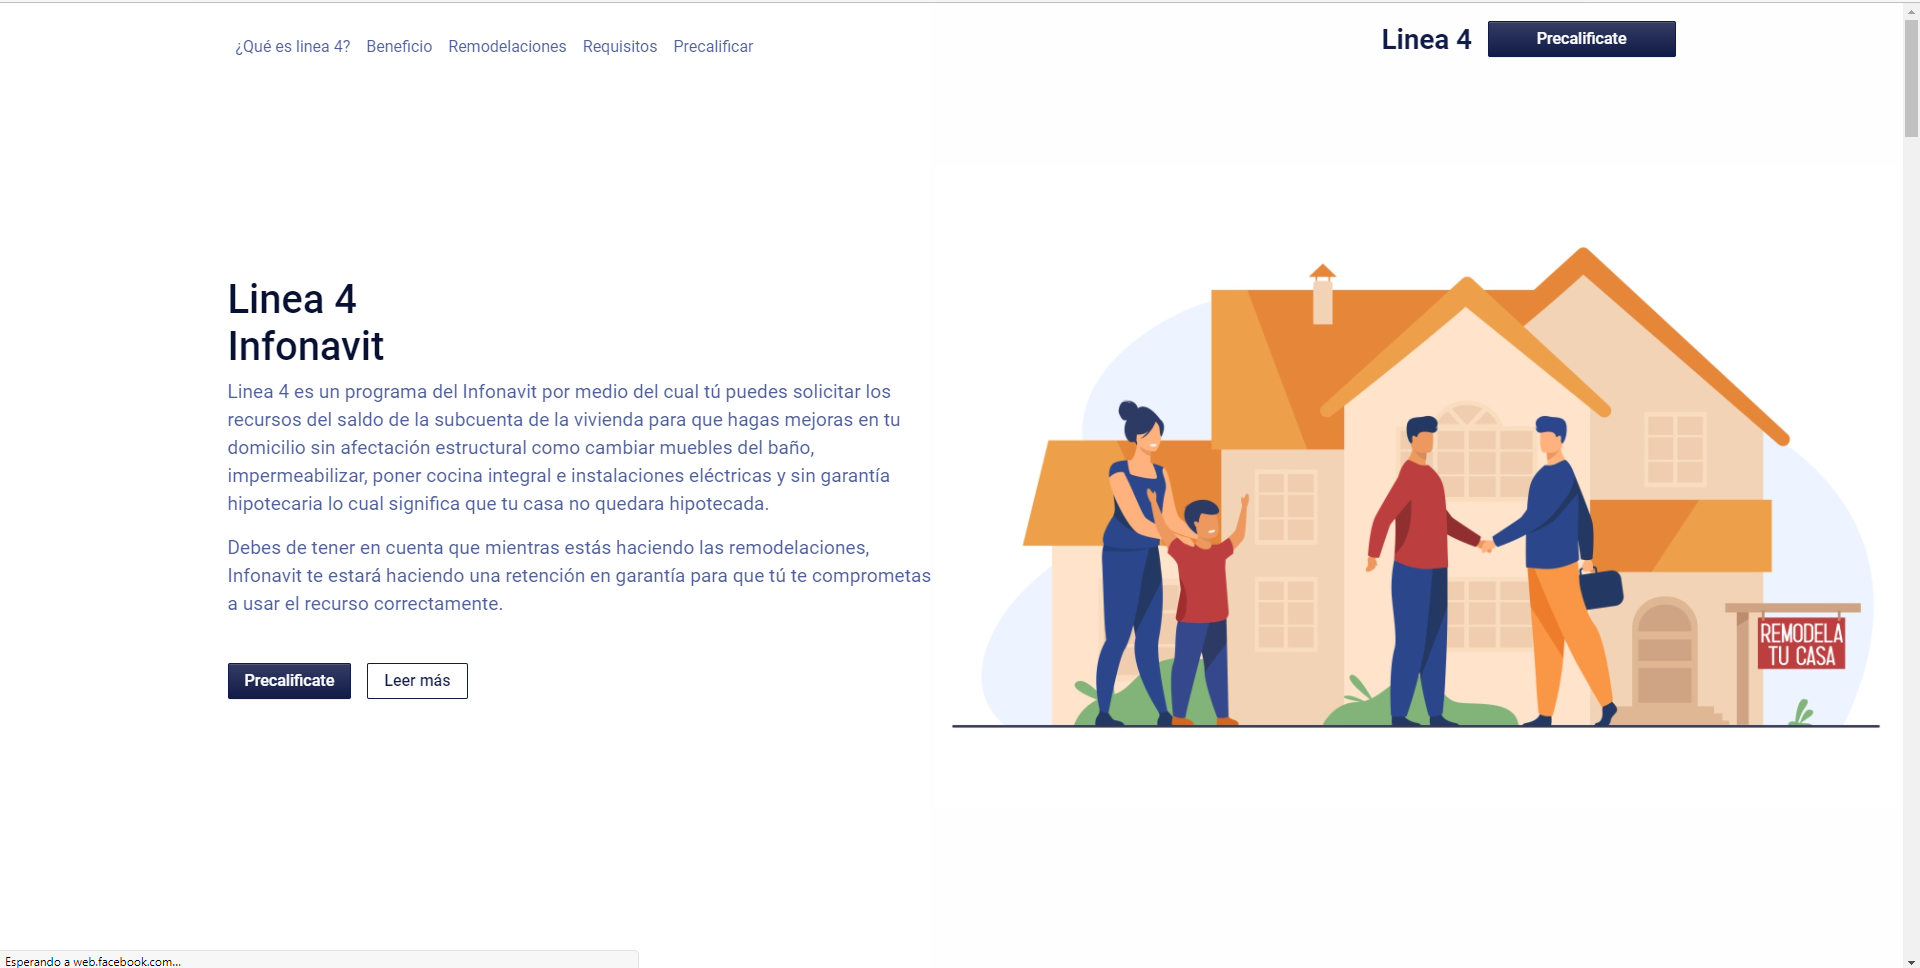 ¿Qué es linea 4? Beneficio Remodelaciones Requisitos Precalificar
Linea 4 Precalificate
Linea 4
Infonavit
Linea 4 es un programa del Infonavit por medio del cual tú puedes solicitar los
recursos del saldo de la subcuenta de la vivienda para que hagas mejoras en tu
domicilio sin afectación estructural como cambiar muebles del baño,
impermeabilizar, poner cocina integral e instalaciones eléctricas y sin garantía
hipotecaria lo cual significa que tu casa no quedara hipotecada.
Debes de tener en cuenta que mientras estás haciendo las remodelaciones,
Infonavit te estará haciendo una retención en garantía para que tú te comprometas
a usar el recurso correctamente.
Precalificate Leer más
REMODELA
TU CASA
Esperando a web.facebook.com...